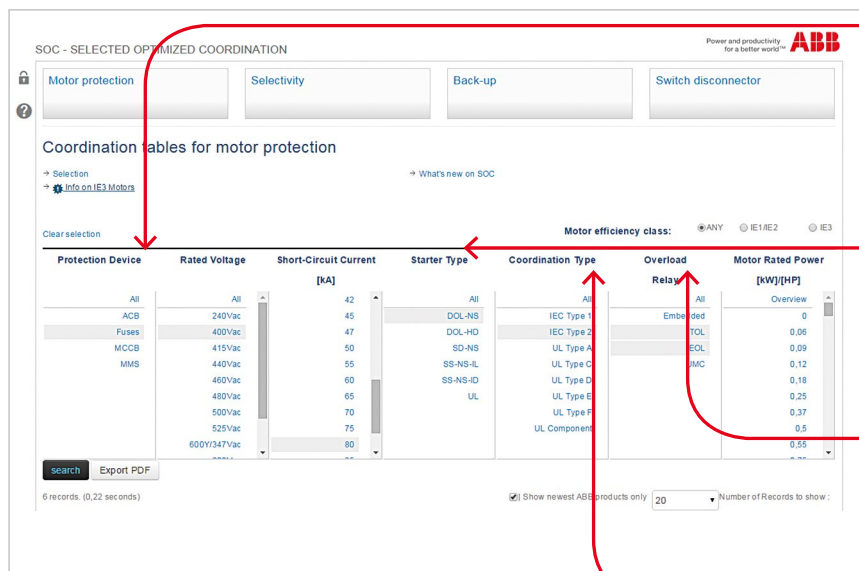 Power and productivity
for a better world™ ABB
SOC - SELECTED OPTIMIZED COORDINATION
Motor protection Selectivity Back-up Switch disconnector
Coordination tables for motor protection
→ Selection → What's new on SOC
→ Info on IE3 Motors
Clear selection Motor efficiency class: ANY IE1/IE2 IE3
Protection Device Rated Voltage Short-Circuit Current Starter Type Coordination Type Overload Motor Rated Power
[kA] Relay [kW]/[HP]
All All 42 All All All Overview
ACB 240Vac 45 DOL-NS IEC Type 1 Embedded 0
Fuses 400Vac 47 DOL-HD IEC Type 2 TOL 0,06
MCCB 415Vac 50 SD-NS UL Type A EOL 0,09
MMS 440Vac 55 SS-NS-IL UL Type C UMC 0,12
460Vac 60 SS-NS-ID UL Type D 0,18
480Vac 65 UL UL Type E 0,25
500Vac 70 UL Type F 0,37
525Vac 75 UL Component 0,5
600Y/347Vac 80 0,55
search Export PDF
6 records. (0,22 seconds) Show newest ABB products only 20 Number of Records to show :